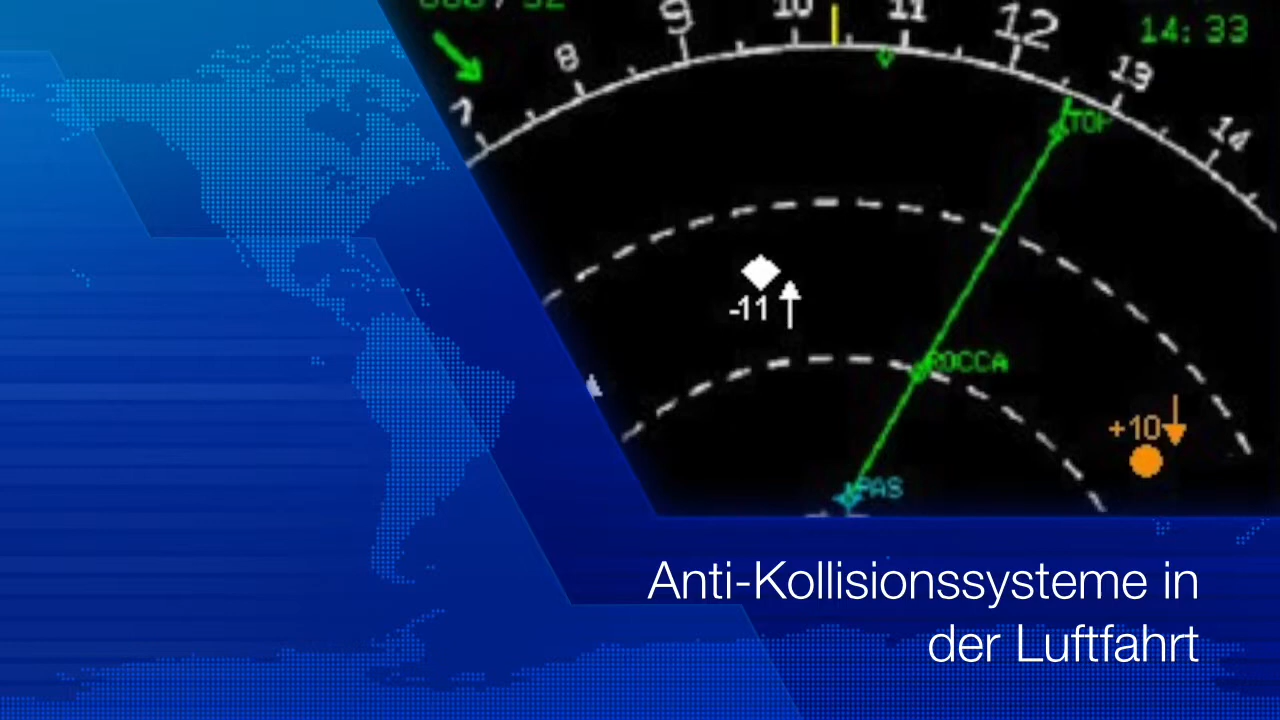 9 10 11 12
14: 33
8 13
7 14
TOP
-11
ROCCA
+10
PAS
Anti-Kollisionssysteme in
der Luftfahrt